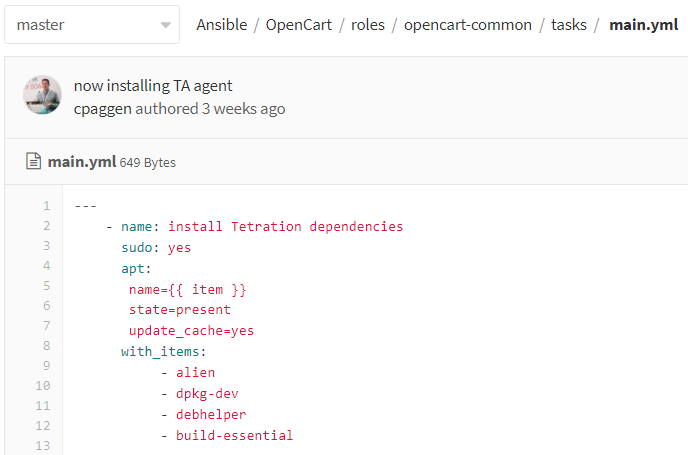 master
Ansible / OpenCart / roles / opencart-common / tasks / main.yml
now installing TA agent
cpaggen authored 3 weeks ago
main.yml 649 Bytes
1 ---
2 - name: install Tetration dependencies
3 sudo: yes
4 apt:
5 name={{ item }}
6 state=present
7 update_cache=yes
8 with_items:
9 - alien
10 - dpkg-dev
11 - debhelper
12 - build-essential
13